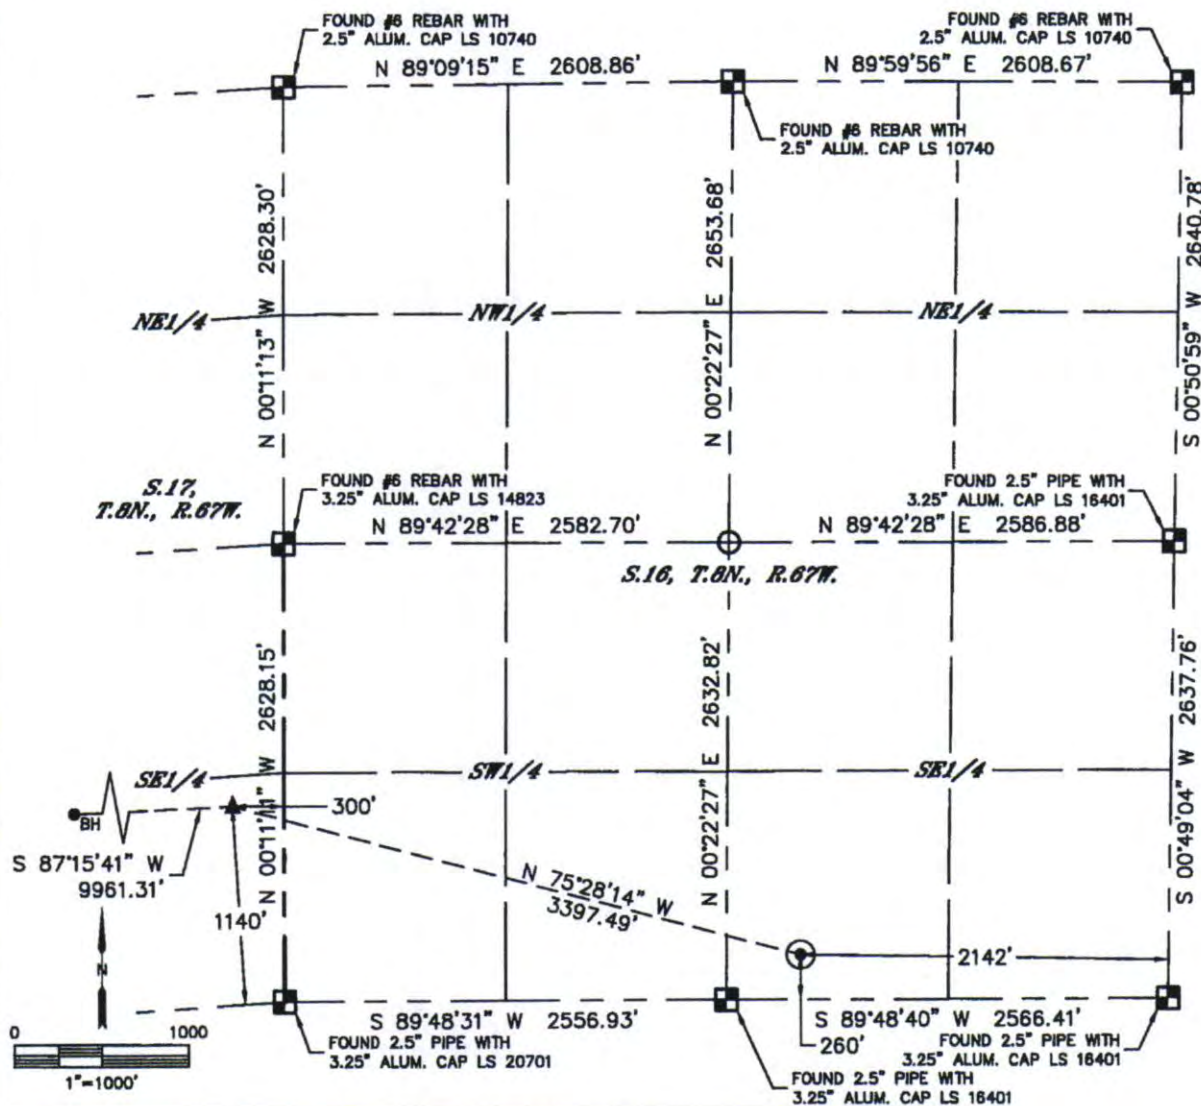 FOUND #6 REBAR WITH
2.5" ALUM. CAP LS 10740
FOUND #6 REBAR WITH
2.5" ALUM. CAP LS 10740
N 89°09'15" E 2608.86'
N 89°59'56" E 2608.67'
FOUND #6 REBAR WITH
2.5" ALUM. CAP LS 10740
N 00°11'13" W 2628.30'
N 00°22'27" E 2653.68'
S 00°50'59" W 2640.78'
NE1/4
NW1/4
NE1/4
S.17,
T.8N., R.67W.
FOUND #6 REBAR WITH
3.25" ALUM. CAP LS 14823
FOUND 2.5" PIPE WITH
3.25" ALUM. CAP LS 16401
N 89°42'28" E 2582.70'
N 89°42'28" E 2586.88'
S.16, T.8N., R.67W.
N 00°11'11" W 2628.15'
N 00°22'27" E 2632.82'
S 00°49'04" W 2637.76'
SE1/4
SW1/4
SE1/4
300'
BH
S 87°15'41" W
9961.31'
N 75°28'14" W
3397.49'
1140'
2142'
N
0 1000
1"=1000'
S 89°48'31" W 2556.93'
S 89°48'40" W 2566.41'
260'
FOUND 2.5" PIPE WITH
3.25" ALUM. CAP LS 20701
FOUND 2.5" PIPE WITH
3.25" ALUM. CAP LS 16401
FOUND 2.5" PIPE WITH
3.25" ALUM. CAP LS 16401